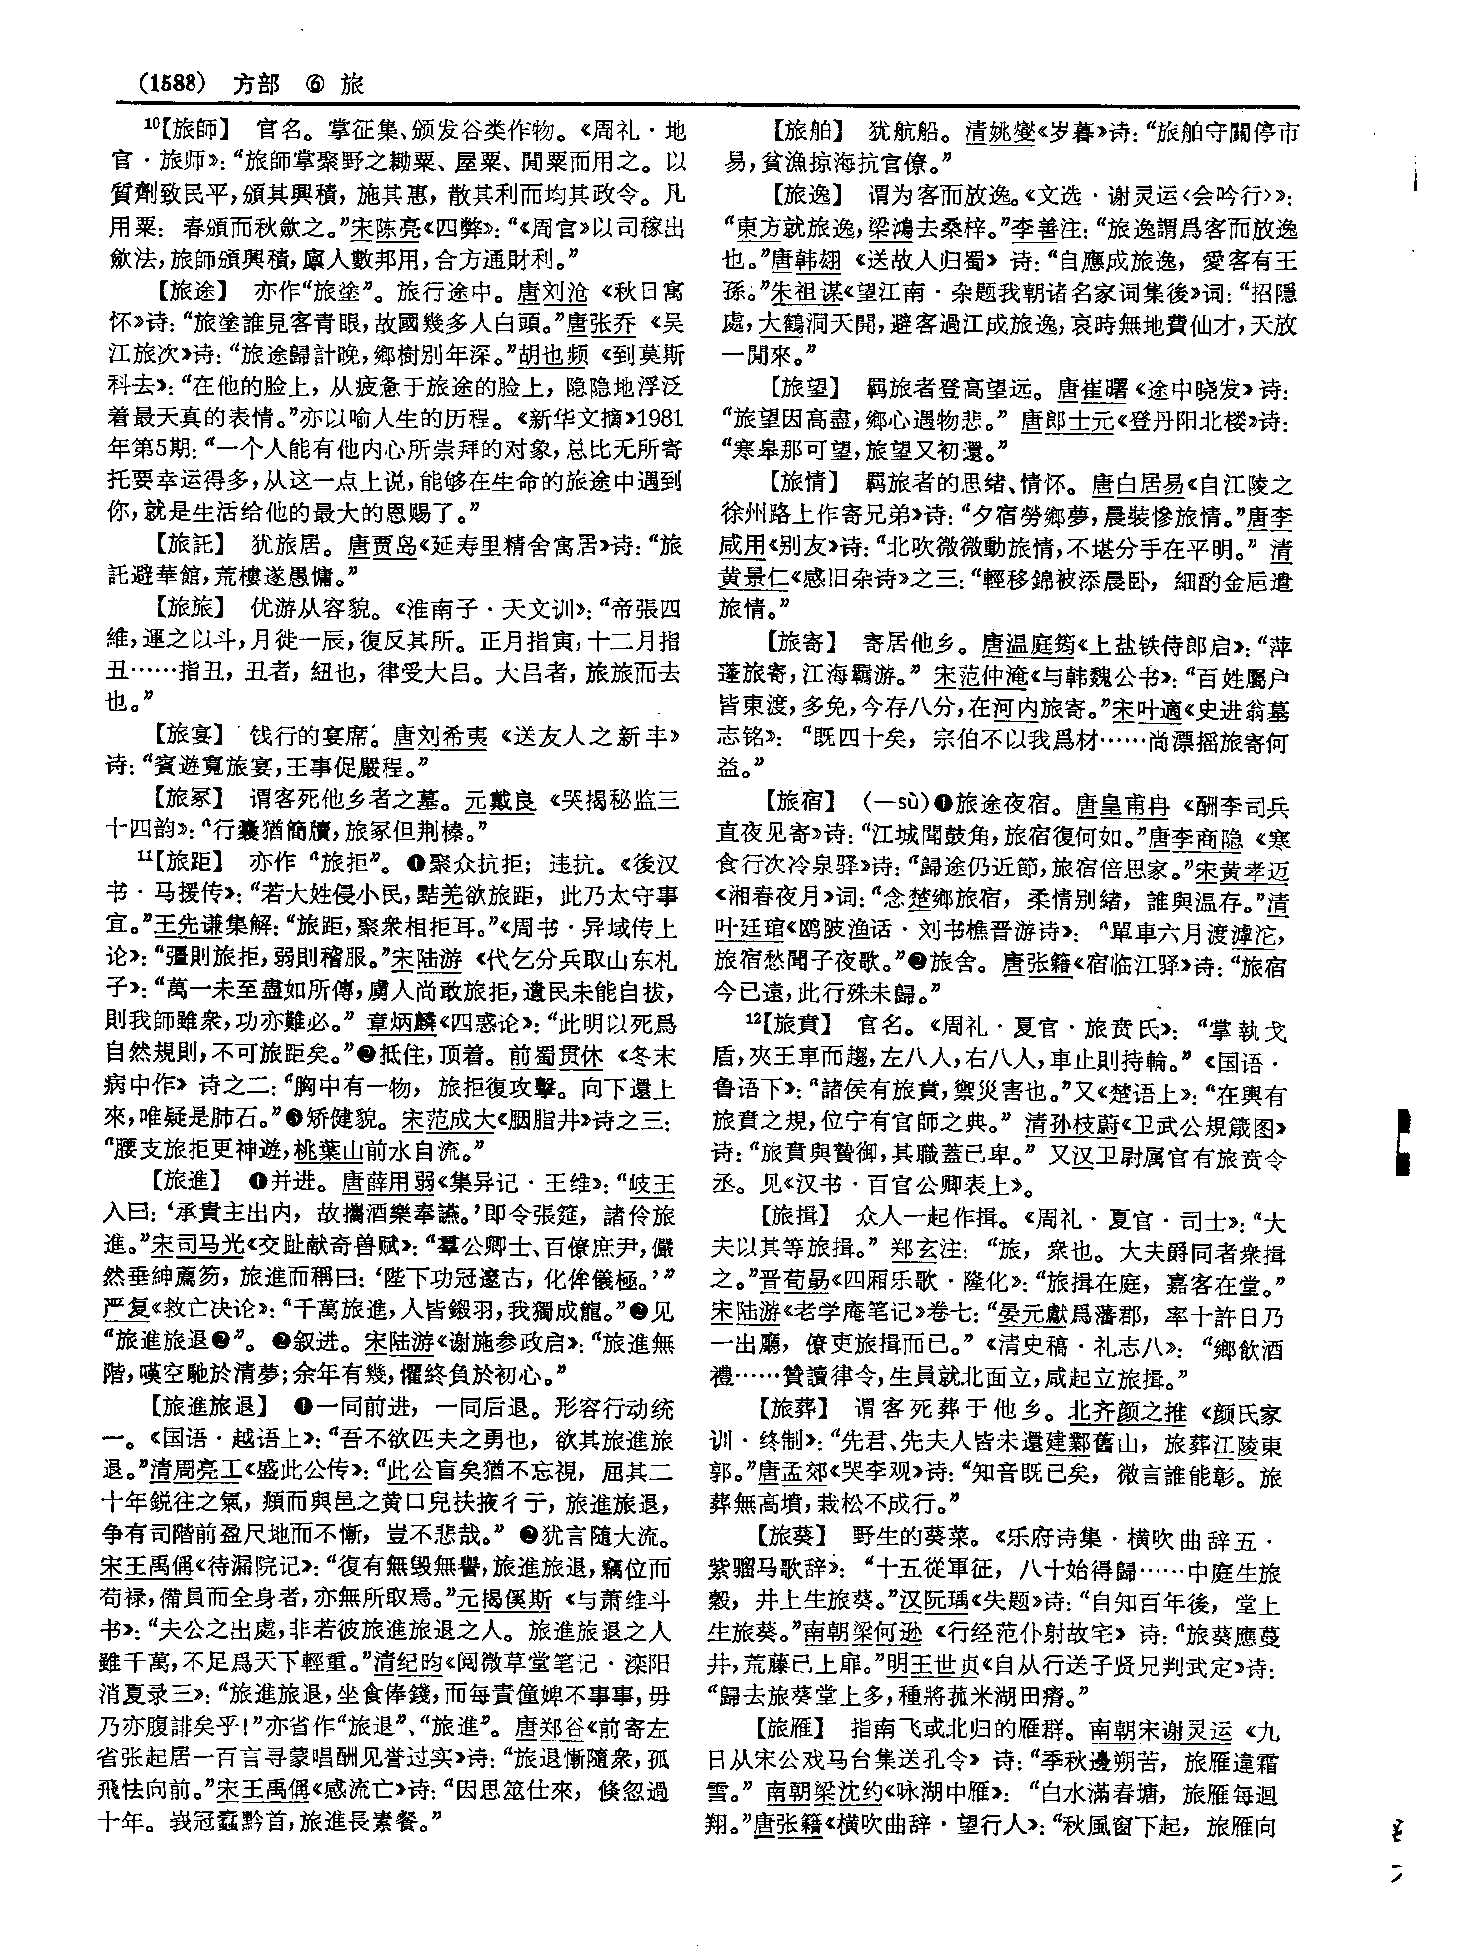 (1588) 方部 ⑥ 旅
10【旅師】 官名。掌征集、颁发谷类作物。《周礼·地
官·旅师》：“旅師掌聚野之耡粟、屋粟、閒粟而用之。以
質劑致民平，頒其興積，施其惠，散其利而均其政令。凡
用粟：春頒而秋斂之。”宋陈亮《四弊》：“《周官》以司稼出
斂法，旅師頒興積，廩人數邦用，合方通財利。”
【旅途】 亦作“旅塗”。旅行途中。唐刘沧《秋日寓
怀》诗：“旅塗誰見客青眼，故國幾多人白頭。”唐张乔《吴
江旅次》诗：“旅途歸計晚，鄉樹别年深。”胡也频《到莫斯
科去》：“在他的脸上，从疲惫于旅途的脸上，隐隐地浮泛
着最天真的表情。”亦以喻人生的历程。《新华文摘》1981
年第5期：“一个人能有他内心所崇拜的对象，总比无所寄
托要幸运得多，从这一点上说，能够在生命的旅途中遇到
你，就是生活给他的最大的恩赐了。”
【旅託】 犹旅居。唐贾岛《延寿里精舍寓居》诗：“旅
託避華館，荒樓遂愚慵。”
【旅旅】 优游从容貌。《淮南子·天文训》：“帝張四
維，運之以斗，月徙一辰，復反其所。正月指寅，十二月指
丑……指丑，丑者，紐也，律受大吕。大吕者，旅旅而去
也。”
【旅宴】 饯行的宴席。唐刘希夷《送友人之新丰》
诗：“賓遊寬旅宴，王事促嚴程。”
【旅冢】 谓客死他乡者之墓。元戴良《哭揭秘监三
十四韵》：“行囊猶簡牘，旅冢但荆榛。”
11【旅距】 亦作“旅拒”。❶聚众抗拒；违抗。《後汉
书·马援传》：“若大姓侵小民，黠羌欲旅距，此乃太守事
宜。”王先谦集解：“旅距，聚衆相拒耳。”《周书·异域传上
论》：“彊則旅拒，弱則稽服。”宋陆游《代乞分兵取山东札
子》：“萬一未至盡如所傳，虜人尚敢旅拒，遺民未能自拔，
則我師雖衆，功亦難必。”章炳麟《四惑论》：“此明以死爲
自然規則，不可旅距矣。”❷抵住，顶着。前蜀贯休《冬末
病中作》诗之二：“胸中有一物，旅拒復攻擊。向下還上
來，唯疑是肺石。”❸矫健貌。宋范成大《胭脂井》诗之三：
“腰支旅拒更神遊，桃葉山前水自流。”
【旅進】 ❶并进。唐薛用弱《集异记·王维》：“岐王
入曰：‘承貴主出内，故攜酒樂奉讌。’即令張筵，諸伶旅
進。”宋司马光《交趾献奇兽赋》：“羣公卿士、百僚庶尹，儼
然垂紳薦笏，旅進而稱曰：‘陛下功冠邃古，化侔儀極。’”
严复《救亡决论》：“千萬旅進，人皆鎩羽，我獨成龍。”❷见
“旅進旅退❷”。❷叙进。宋陆游《谢施参政启》：“旅進無
階，嘆空馳於清夢；余年有幾，懼終負於初心。”
【旅進旅退】 ❶一同前进，一同后退。形容行动统
一。《国语·越语上》：“吾不欲匹夫之勇也，欲其旅進旅
退。”清周亮工《盛此公传》：“此公盲矣猶不忘視，屈其二
十年鋭往之氣，頫而與邑之黄口兒扶掖彳亍，旅進旅退，
争有司階前盈尺地而不慚，豈不悲哉。”❷犹言随大流。
宋王禹偁《待漏院记》：“復有無毁無譽，旅進旅退，竊位而
苟禄，備員而全身者，亦無所取焉。”元揭傒斯《与萧维斗
书》：“夫公之出處，非若彼旅進旅退之人。旅進旅退之人
雖千萬，不足爲天下輕重。”清纪昀《阅微草堂笔记·滦阳
消夏录三》：“旅進旅退，坐食俸錢，而每責僮婢不事事，毋
乃亦腹誹矣乎！”亦省作“旅退”、“旅進”。唐郑谷《前寄左
省张起居一百言寻蒙唱酬见誉过实》诗：“旅退慚隨衆，孤
飛怯向前。”宋王禹偁《感流亡》诗：“因思筮仕來，倏忽過
十年。峩冠蠹黔首，旅進長素餐。”
【旅舶】 犹航船。清姚燮《岁暮》诗：“旅舶守關停市
易，貧漁掠海抗官僚。”
【旅逸】 谓为客而放逸。《文选·谢灵运〈会吟行〉》：
“東方就旅逸，梁鴻去桑梓。”李善注：“旅逸謂爲客而放逸
也。”唐韩翃《送故人归蜀》诗：“自應成旅逸，愛客有王
孫。”朱祖谋《望江南·杂题我朝诸名家词集後》词：“招隱
處，大鶴洞天開，避客過江成旅逸，哀時無地費仙才，天放
一閒來。”
【旅望】 羁旅者登高望远。唐崔曙《途中晓发》诗：
“旅望因高盡，鄉心遇物悲。”唐郎士元《登丹阳北楼》诗：
“寒皋那可望，旅望又初還。”
【旅情】 羁旅者的思绪、情怀。唐白居易《自江陵之
徐州路上作寄兄弟》诗：“夕宿勞鄉夢，晨裝慘旅情。”唐李
咸用《别友》诗：“北吹微微動旅情，不堪分手在平明。”清
黄景仁《感旧杂诗》之三：“輕移錦被添晨卧，細酌金卮遣
旅情。”
【旅寄】 寄居他乡。唐温庭筠《上盐铁侍郎启》：“萍
蓬旅寄，江海羈游。”宋范仲淹《与韩魏公书》：“百姓屬户
皆東渡，多免，今存八分，在河内旅寄。”宋叶適《史进翁墓
志铭》：“既四十矣，宗伯不以我爲材……尚漂摇旅寄何
益。”
【旅宿】 （—sù）❶旅途夜宿。唐皇甫冉《酬李司兵
直夜见寄》诗：“江城聞鼓角，旅宿復何如。”唐李商隐《寒
食行次冷泉驿》诗：“歸途仍近節，旅宿倍思家。”宋黄孝迈
《湘春夜月》词：“念楚鄉旅宿，柔情别緒，誰與温存。”清
叶廷琯《鸥陂渔话·刘书樵晋游诗》：“單車六月渡滹沱，
旅宿愁聞子夜歌。”❷旅舍。唐张籍《宿临江驿》诗：“旅宿
今已遠，此行殊未歸。”
12【旅賁】 官名。《周礼·夏官·旅贲氏》：“掌執戈
盾，夾王車而趨，左八人，右八人，車止則持輪。”《国语·
鲁语下》：“諸侯有旅賁，禦災害也。”又《楚语上》：“在輿有
旅賁之規，位宁有官師之典。”清孙枝蔚《卫武公規箴图》
诗：“旅賁與贄御，其職蓋已卑。”又汉卫尉属官有旅贲令
丞。见《汉书·百官公卿表上》。
【旅揖】 众人一起作揖。《周礼·夏官·司士》：“大
夫以其等旅揖。”郑玄注：“旅，衆也。大夫爵同者衆揖
之。”晋荀勗《四厢乐歌·隆化》：“旅揖在庭，嘉客在堂。”
宋陆游《老学庵笔记》卷七：“晏元獻爲藩郡，率十許日乃
一出廳，僚吏旅揖而已。”《清史稿·礼志八》：“鄉飲酒
禮……贊讀律令，生員就北面立，咸起立旅揖。”
【旅葬】 谓客死葬于他乡。北齐颜之推《颜氏家
训·终制》：“先君、先夫人皆未還建鄴舊山，旅葬江陵東
郭。”唐孟郊《哭李观》诗：“知音既已矣，微言誰能彰。旅
葬無高墳，栽松不成行。”
【旅葵】 野生的葵菜。《乐府诗集·横吹曲辞五·
紫骝马歌辞》：“十五從軍征，八十始得歸……中庭生旅
穀，井上生旅葵。”汉阮瑀《失题》诗：“自知百年後，堂上
生旅葵。”南朝梁何逊《行经范仆射故宅》诗：“旅葵應蔓
井，荒藤已上扉。”明王世贞《自从行送子贤兄判武定》诗：
“歸去旅葵堂上多，種將菰米湖田瘠。”
【旅雁】 指南飞或北归的雁群。南朝宋谢灵运《九
日从宋公戏马台集送孔令》诗：“季秋邊朔苦，旅雁違霜
雪。”南朝梁沈约《咏湖中雁》：“白水滿春塘，旅雁每迴
翔。”唐张籍《横吹曲辞·望行人》：“秋風窗下起，旅雁向